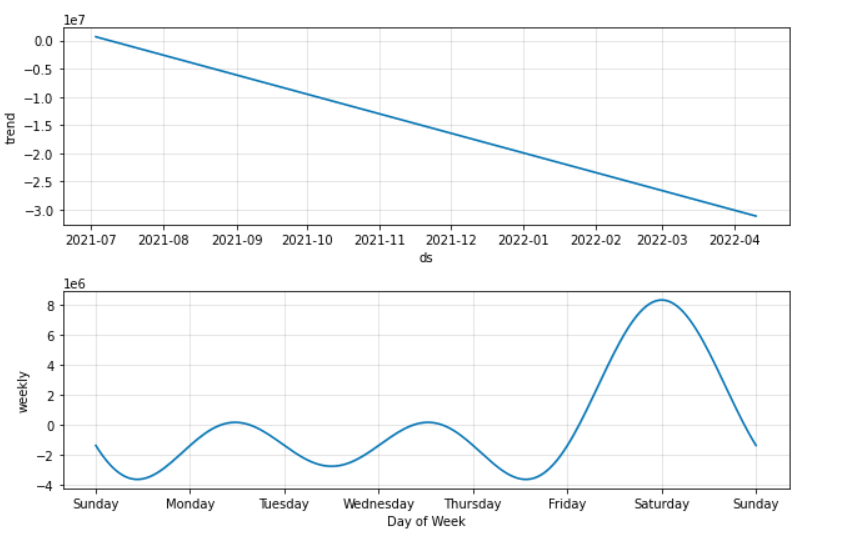 1e7
0.0
−0.5
−1.0
−1.5
−2.0
−2.5
−3.0
trend
2021-07 2021-08 2021-09 2021-10 2021-11 2021-12 2022-01 2022-02 2022-03 2022-04
ds
1e6
8
6
4
2
0
−2
−4
weekly
Sunday Monday Tuesday Wednesday Thursday Friday Saturday Sunday
Day of Week